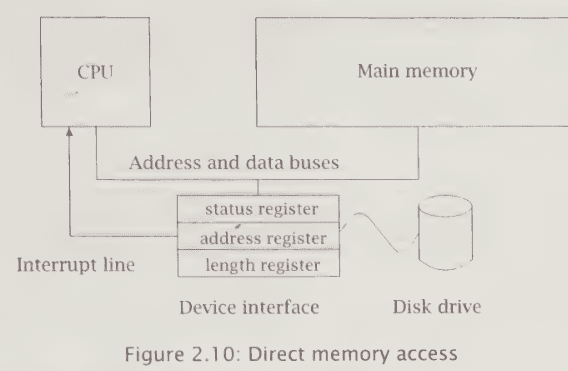 CPU
Main memory
Address and data buses
status register
address register
length register
Interrupt line
Device interface
Disk drive
Figure 2.10: Direct memory access